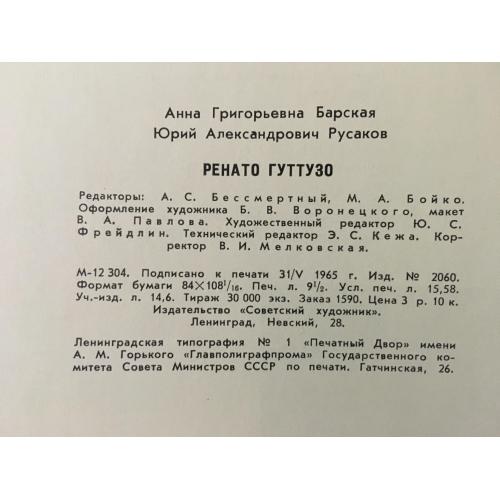 Анна Григорьевна Барская
Юрий Александрович Русаков
РЕНАТО ГУТТУЗО
Редакторы: А. С. Бессмертный, М. А. Бойко.
Оформление художника Б. В. Воронецкого, макет
В. А. Павлова. Художественный редактор Ю. С.
Фрейдлин. Технический редактор Э. С. Кежа. Кор-
ректор В. И. Мелковская.
М-12 304. Подписано к печати 31/V 1965 г. Изд. № 2060.
Формат бумаги 84×108¹/₁₆. Печ. л. 9¹/₂. Усл. печ. л. 15,58.
Уч.-изд. л. 14,6. Тираж 30 000 экз. Заказ 1590. Цена 3 р. 10 к.
Издательство «Советский художник».
Ленинград, Невский, 28.
Ленинградская типография № 1 «Печатный Двор» имени
А. М. Горького «Главполиграфпрома» Государственного ко-
митета Совета Министров СССР по печати. Гатчинская, 26.